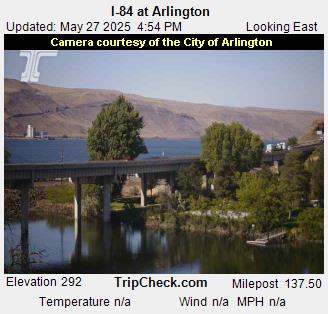 I-84 at Arlington
Updated: May 27 2025 4:54 PM Looking East
Camera courtesy of the City of Arlington
Elevation 292 TripCheck.com Milepost 137.50
Temperature n/a Wind n/a MPH n/a